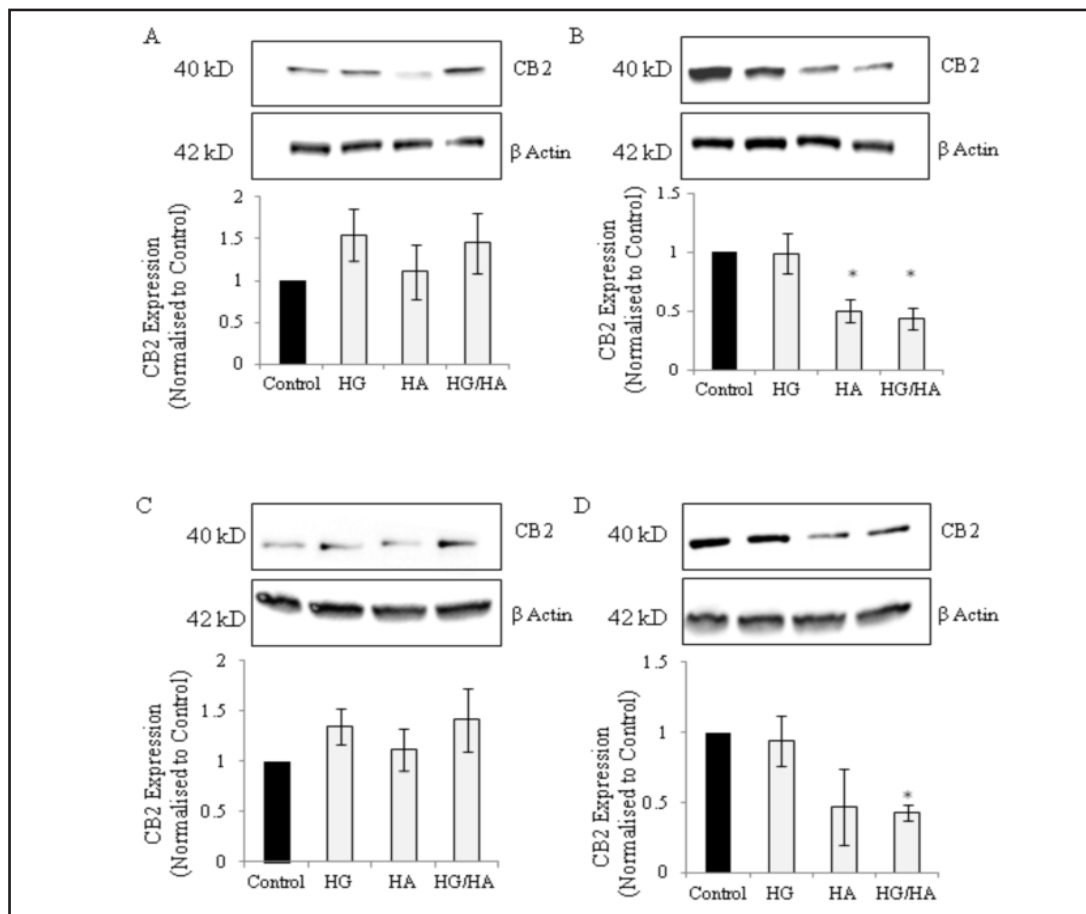 A
40 kD
CB2
42 kD
β Actin
CB2 Expression
(Normalised to Control)
2
1.5
1
0.5
0
Control HG HA HG/HA
B
40 kD
CB2
42 kD
β Actin
CB2 Expression
(Normalised to Control)
1.5
1
0.5
0
* *
Control HG HA HG/HA
C
40 kD
CB2
42 kD
β Actin
CB2 Expression
(Normalised to Control)
2
1.5
1
0.5
0
Control HG HA HG/HA
D
40 kD
CB2
42 kD
β Actin
CB2 Expression
(Normalised to Control)
1.5
1
0.5
0
*
Control HG HA HG/HA